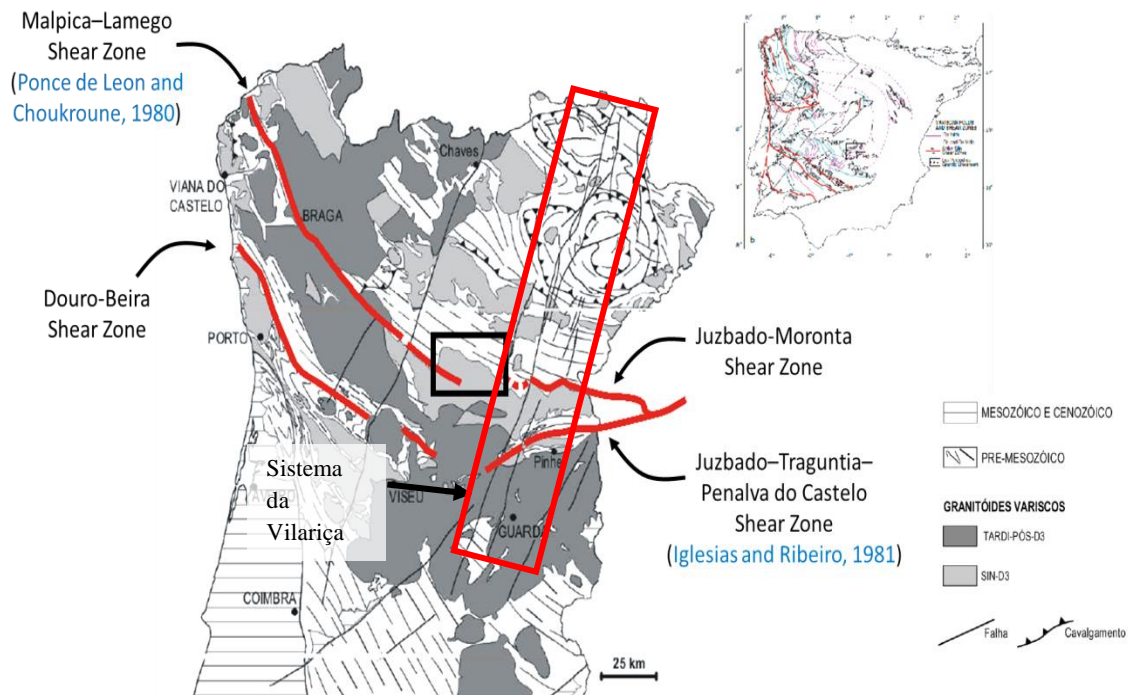 Malpica–Lamego
Shear Zone
(Ponce de Leon and
Choukroune, 1980)
Chaves
VIANA DO
CASTELO
BRAGA
Douro-Beira
Shear Zone
PORTO
Juzbado-Moronta
Shear Zone
Sistema
da
Vilariça
VISEU
Pinhe
GUARDA
Juzbado–Traguntia–
Penalva do Castelo
Shear Zone
(Iglesias and Ribeiro, 1981)
COIMBRA
25 km
MESOZÓICO E CENOZÓICO
PRE-MESOZÓICO
GRANITÓIDES VARISCOS
TARDI-PÓS-D3
SIN-D3
Falha
Cavalgamento
b